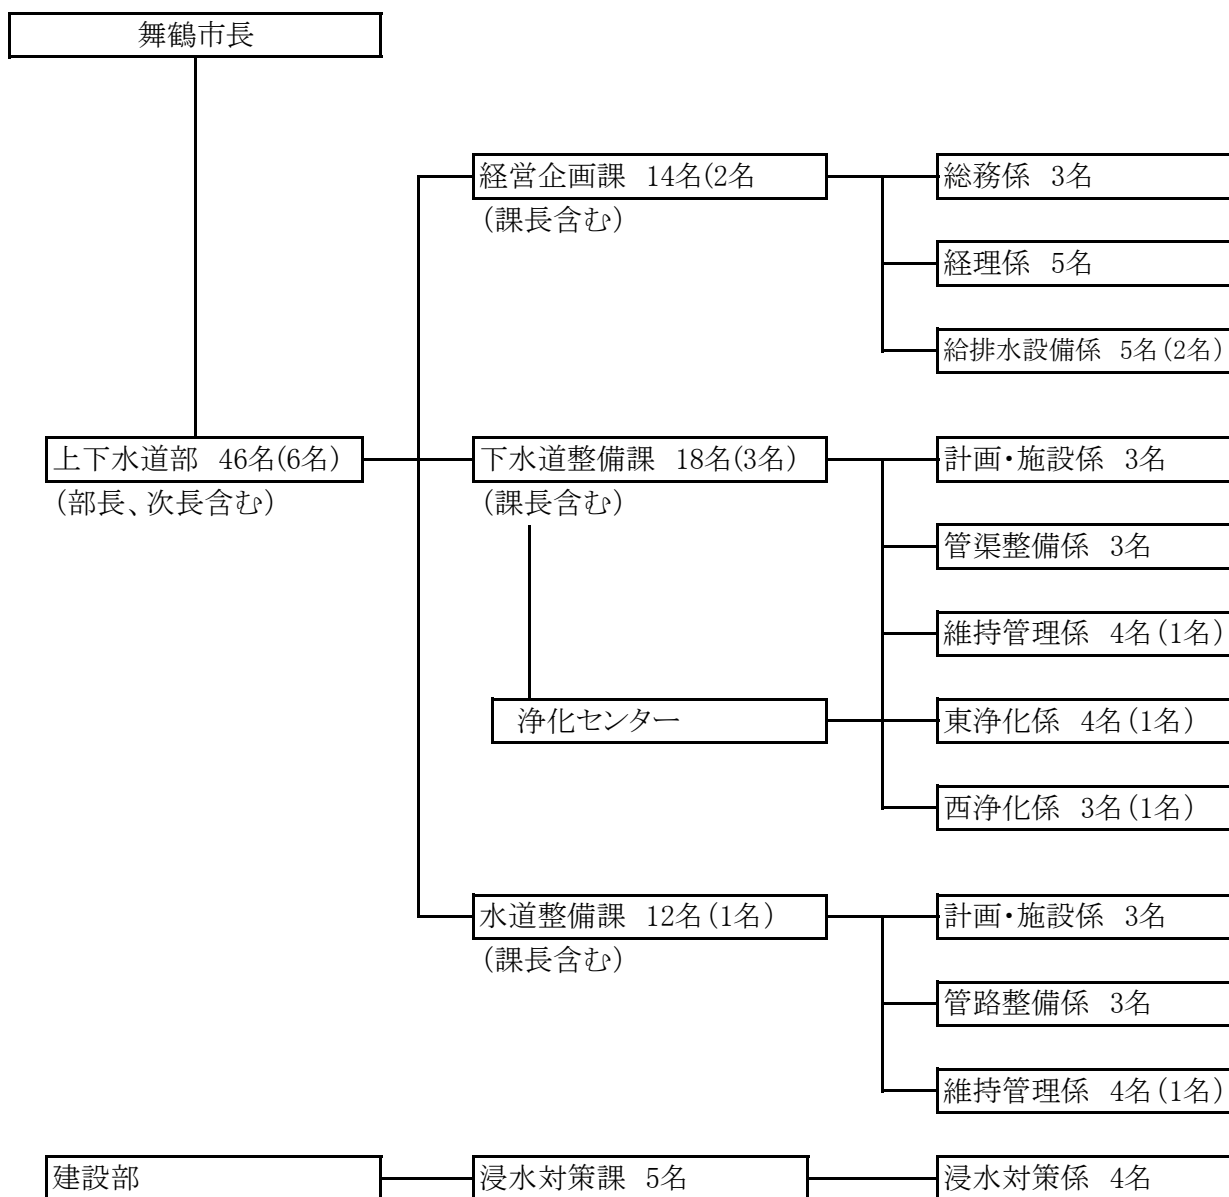 舞鶴市長
経営企画課 14名(2名
(課長含む)
総務係 3名
経理係 5名
給排水設備係 5名(2名)
上下水道部 46名(6名)
(部長、次長含む)
下水道整備課 18名(3名)
(課長含む)
計画・施設係 3名
管渠整備係 3名
維持管理係 4名(1名)
浄化センター
東浄化係 4名(1名)
西浄化係 3名(1名)
水道整備課 12名(1名)
(課長含む)
計画・施設係 3名
管路整備係 3名
維持管理係 4名(1名)
建設部
浸水対策課 5名
浸水対策係 4名